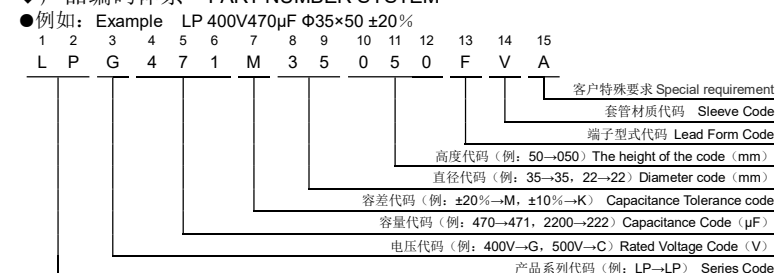 ◆产品编码体系 PART NUMBER SYSTEM
●例如：Example LP 400V470μF Φ35×50 ±20%
1 2 3 4 5 6 7 8 9 10 11 12 13 14 15
L P G 4 7 1 M 3 5 0 5 0 F V A
客户特殊要求 Special requirement
套管材质代码 Sleeve Code
端子型式代码 Lead Form Code
高度代码（例：50→050）The height of the code（mm）
直径代码（例：35→35，22→22）Diameter code（mm）
容差代码（例：±20%→M，±10%→K） Capacitance Tolerance code
容量代码（例：470→471，2200→222）Capacitance Code（μF）
电压代码（例：400V→G，500V→C）Rated Voltage Code（V）
产品系列代码（例：LP→LP） Series Code